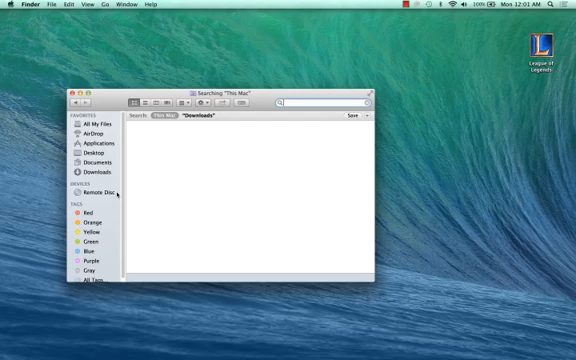 Finder File Edit View Go Window Help 100% Mon 12:01 AM
League of
Legends
Searching "This Mac"
Search: This Mac "Downloads" Save
FAVORITES
All My Files
AirDrop
Applications
Desktop
Documents
Downloads
DEVICES
Remote Disc
TAGS
Red
Orange
Yellow
Green
Blue
Purple
Gray
All Tags...